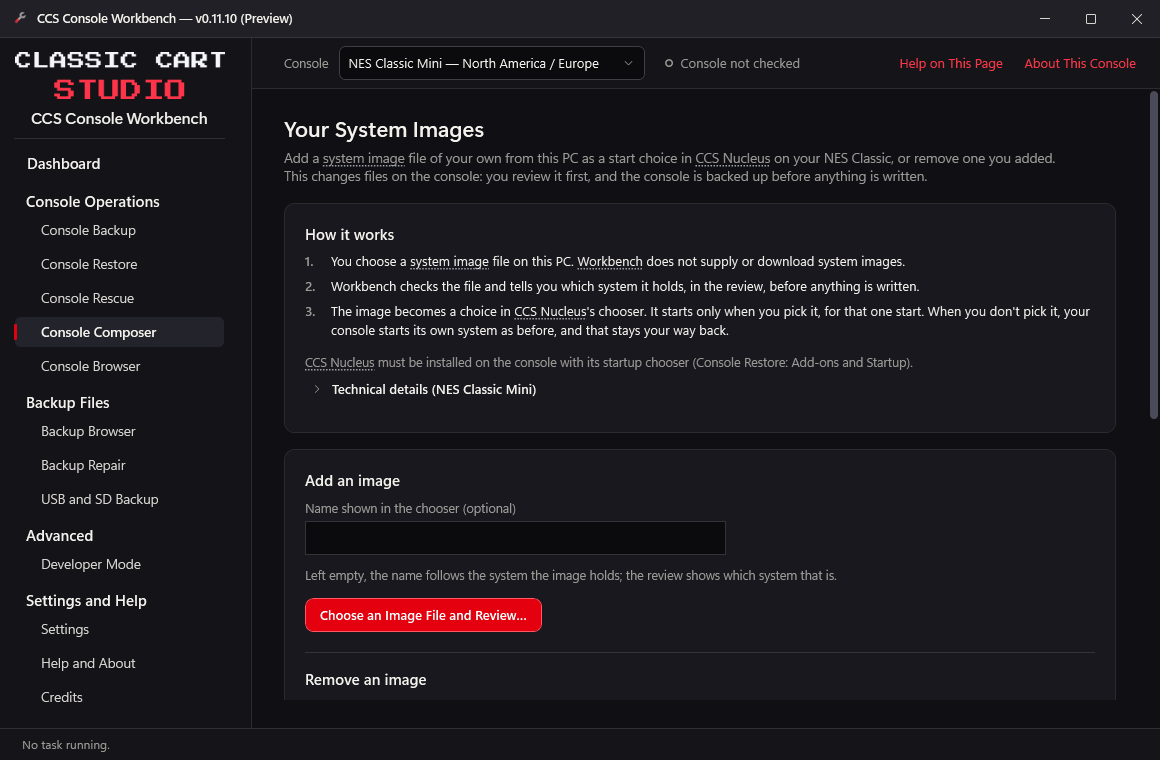 CCS Console Workbench — v0.11.10 (Preview)
CLASSIC CART
STUDIO
CCS Console Workbench
Dashboard
Console Operations
Console Backup
Console Restore
Console Rescue
Console Composer
Console Browser
Backup Files
Backup Browser
Backup Repair
USB and SD Backup
Advanced
Developer Mode
Settings and Help
Settings
Help and About
Credits
Console
NES Classic Mini — North America / Europe
Console not checked
Help on This Page
About This Console
Your System Images
Add a system image file of your own from this PC as a start choice in CCS Nucleus on your NES Classic, or remove one you added.
This changes files on the console: you review it first, and the console is backed up before anything is written.
How it works
1. You choose a system image file on this PC. Workbench does not supply or download system images.
2. Workbench checks the file and tells you which system it holds, in the review, before anything is written.
3. The image becomes a choice in CCS Nucleus's chooser. It starts only when you pick it, for that one start. When you don't pick it, your
console starts its own system as before, and that stays your way back.
CCS Nucleus must be installed on the console with its startup chooser (Console Restore: Add-ons and Startup).
Technical details (NES Classic Mini)
Add an image
Name shown in the chooser (optional)
Left empty, the name follows the system the image holds; the review shows which system that is.
Choose an Image File and Review...
Remove an image
No task running.